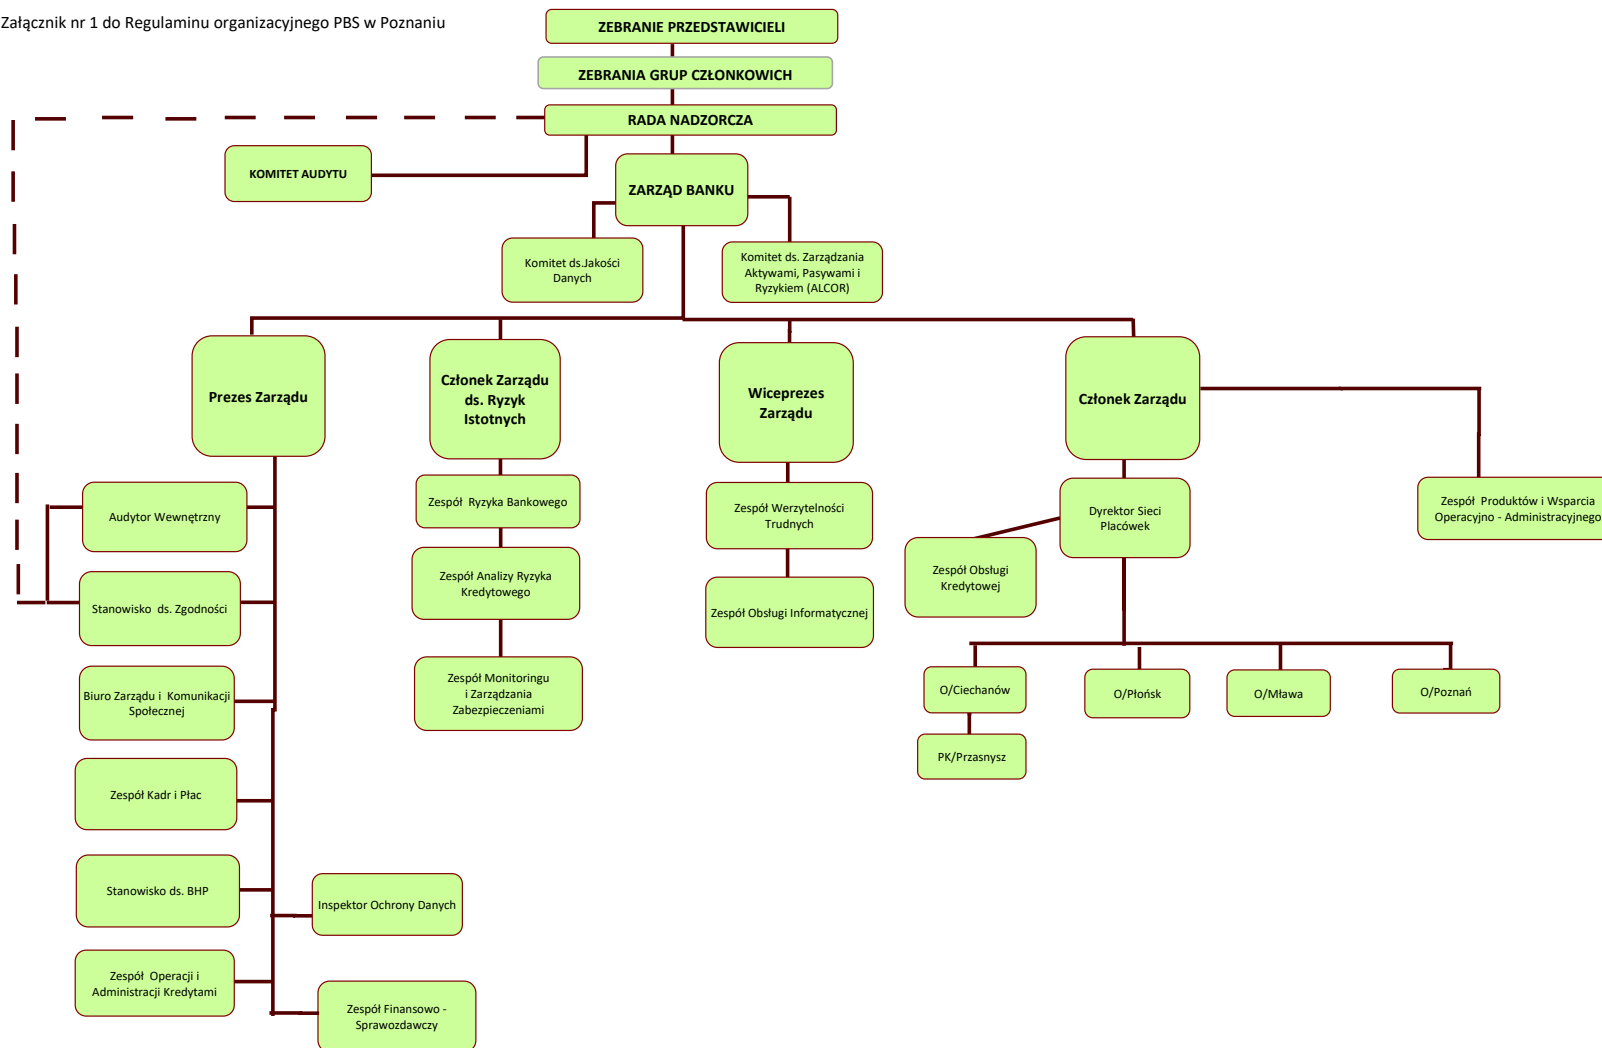 Załącznik nr 1 do Regulaminu organizacyjnego PBS w Poznaniu
ZEBRANIE PRZEDSTAWICIELI
ZEBRANIA GRUP CZŁONKOWICH
RADA NADZORCZA
KOMITET AUDYTU
ZARZĄD BANKU
Komitet ds.Jakości
Danych
Komitet ds. Zarządzania
Aktywami, Pasywami i
Ryzykiem (ALCOR)
Prezes Zarządu
Członek Zarządu
ds. Ryzyk
Istotnych
Wiceprezes
Zarządu
Członek Zarządu
Audytor Wewnętrzny
Stanowisko  ds. Zgodności
Biuro Zarządu i  Komunikacji
Społecznej
Zespół Kadr i Płac
Stanowisko ds. BHP
Zespół  Operacji i
Administracji Kredytami
Inspektor Ochrony Danych
Zespół Finansowo -
Sprawozdawczy
Zespół  Ryzyka Bankowego
Zespół Analizy Ryzyka
Kredytowego
Zespół Monitoringu
i Zarządzania
Zabezpieczeniami
Zespół Werzytelności
Trudnych
Zespół Obsługi Informatycznej
Dyrektor Sieci
Placówek
Zespół Obsługi
Kredytowej
Zespół  Produktów i Wsparcia
Operacyjno - Administracyjnego
O/Ciechanów
O/Płońsk
O/Mława
O/Poznań
PK/Przasnysz